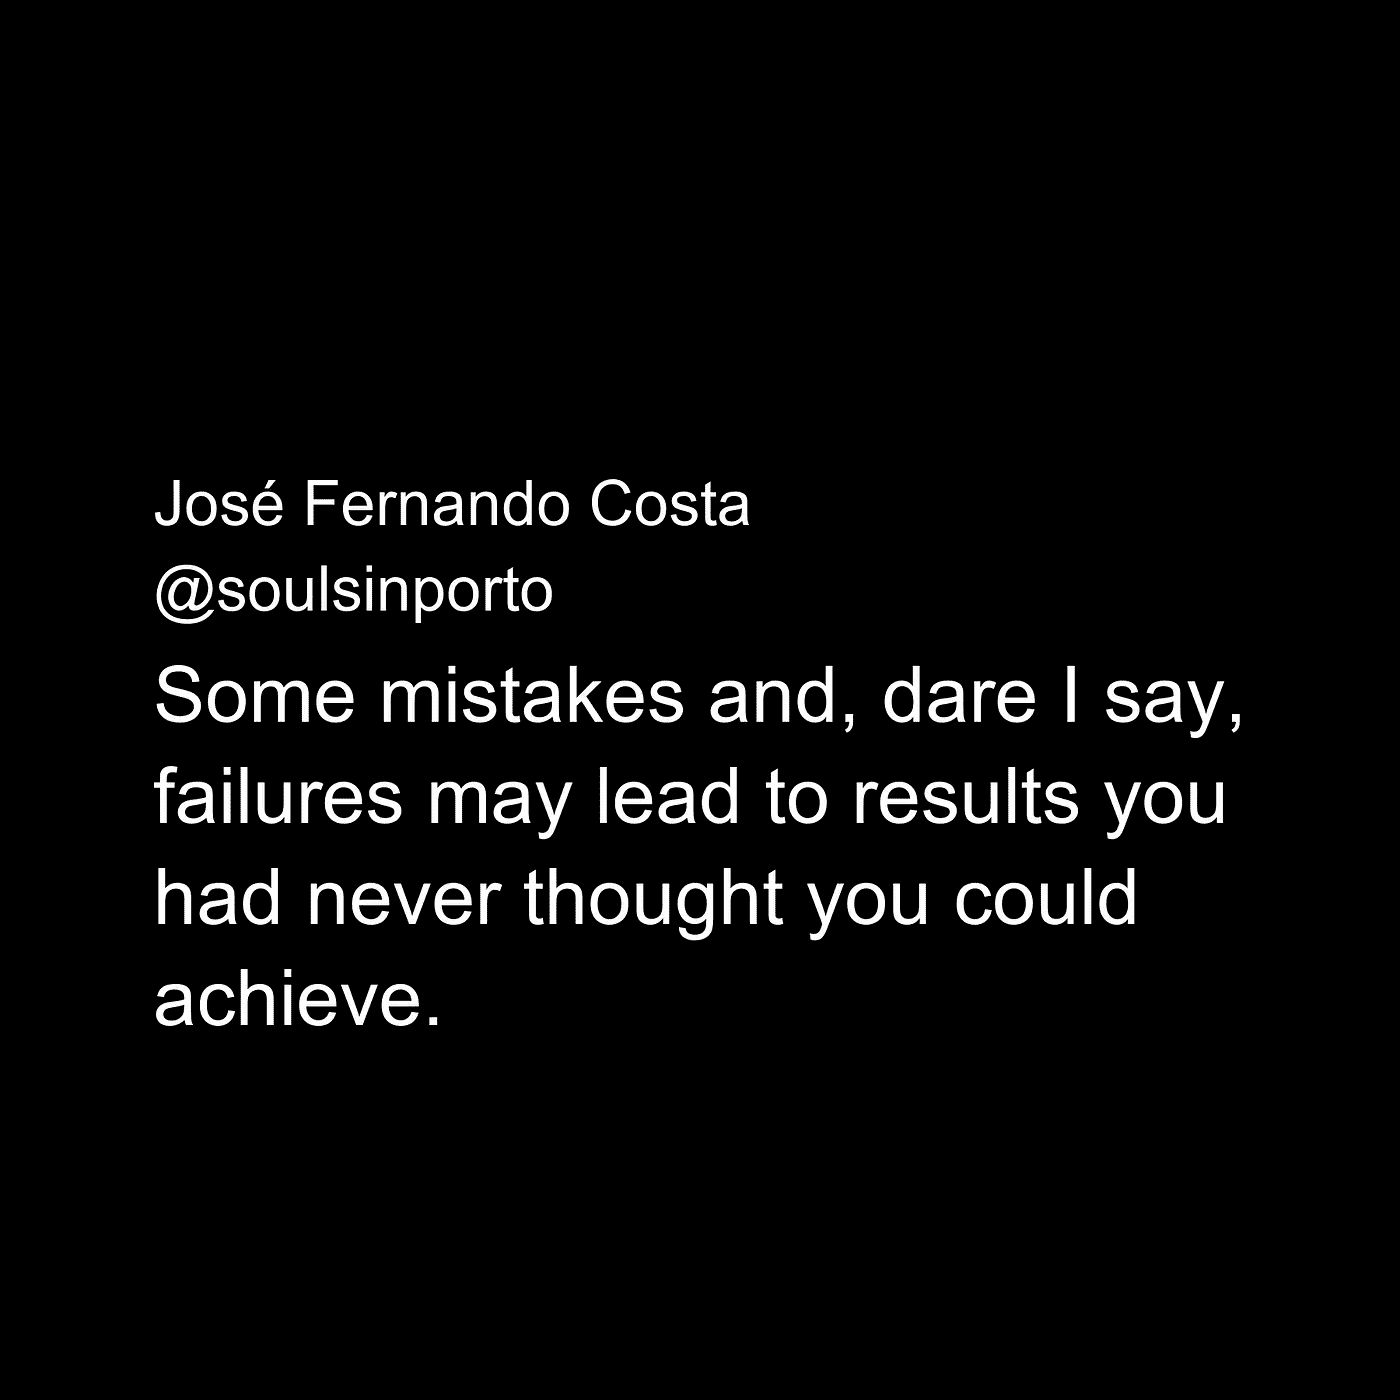 José Fernando Costa
@soulsinporto
Some mistakes and, dare I say,
failures may lead to results you
had never thought you could
achieve.